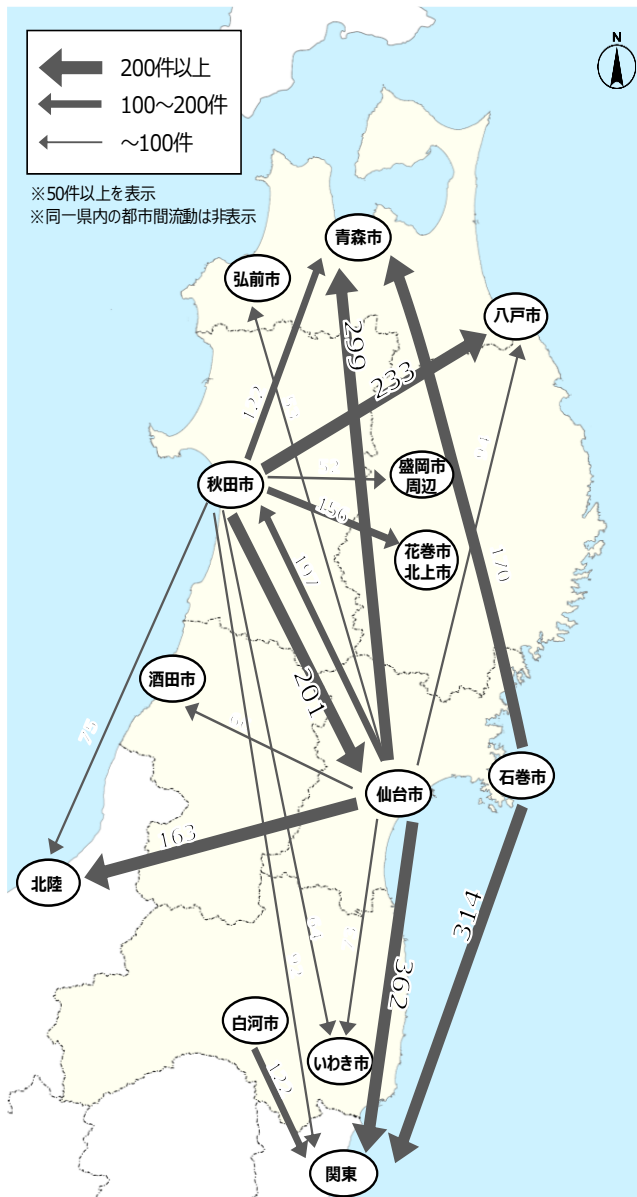 200件以上
100～200件
～100件
※50件以上を表示
※同一県内の都市間流動は非表示
N
青森市
弘前市
八戸市
299
233
122
秋田市
盛岡市
周辺
156
花巻市
北上市
197
170
酒田市
201
75
仙台市
石巻市
163
北陸
314
362
白河市
いわき市
122
関東